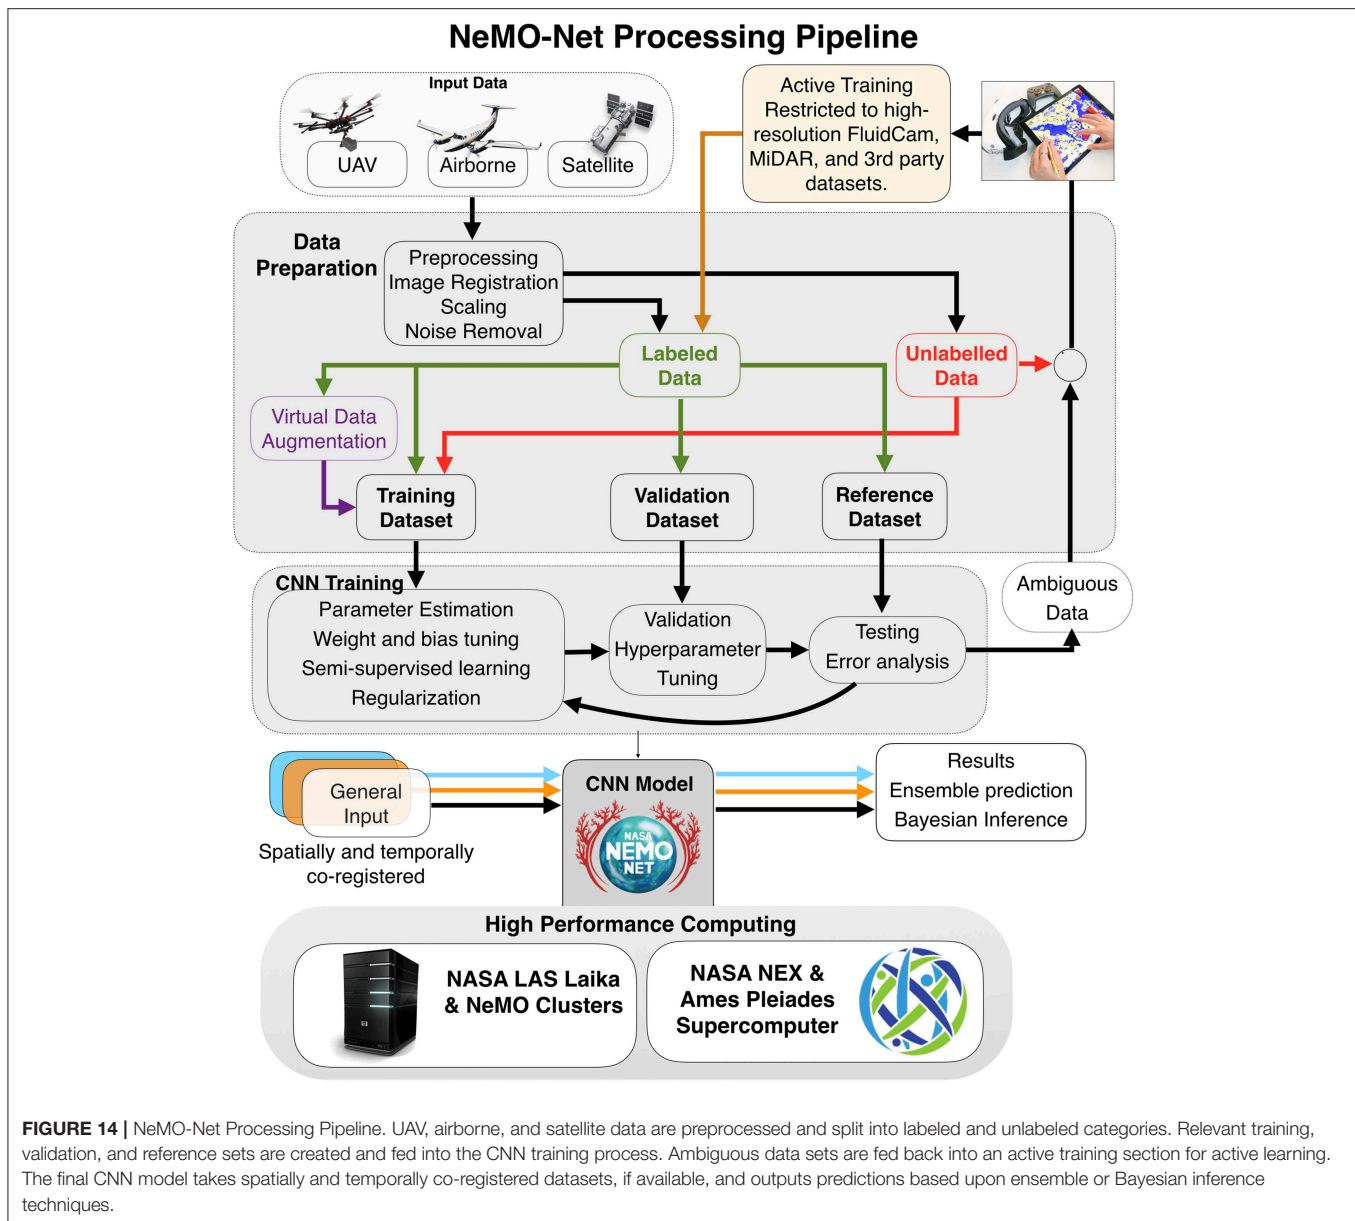 NeMO-Net Processing Pipeline
Input Data
UAV
Airborne
Satellite
Active Training
Restricted to high-
resolution FluidCam,
MiDAR, and 3rd party
datasets.
Data
Preparation
Preprocessing
Image Registration
Scaling
Noise Removal
Labeled
Data
Unlabelled
Data
Virtual Data
Augmentation
Training
Dataset
Validation
Dataset
Reference
Dataset
CNN Training
Parameter Estimation
Weight and bias tuning
Semi-supervised learning
Regularization
Validation
Hyperparameter
Tuning
Testing
Error analysis
Ambiguous
Data
General
Input
Spatially and temporally
co-registered
CNN Model
NASA
NEMO
NET
Results
Ensemble prediction
Bayesian Inference
High Performance Computing
NASA LAS Laika
& NeMO Clusters
NASA NEX &
Ames Pleiades
Supercomputer
FIGURE 14 | NeMO-Net Processing Pipeline. UAV, airborne, and satellite data are preprocessed and split into labeled and unlabeled categories. Relevant training,
validation, and reference sets are created and fed into the CNN training process. Ambiguous data sets are fed back into an active training section for active learning.
The final CNN model takes spatially and temporally co-registered datasets, if available, and outputs predictions based upon ensemble or Bayesian inference
techniques.